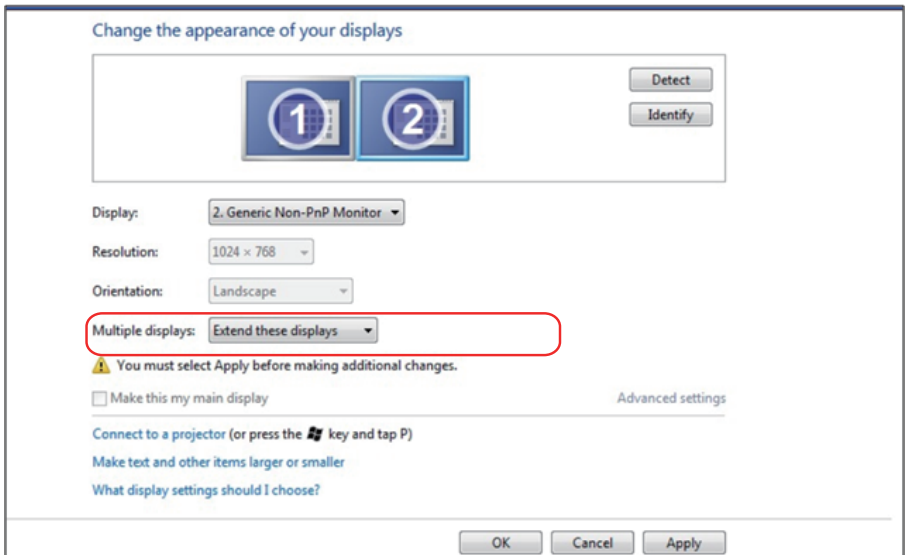 Change the appearance of your displays
1 2
Detect
Identify
Display: 2. Generic Non-PnP Monitor
Resolution: 1024 × 768
Orientation: Landscape
Multiple displays: Extend these displays
You must select Apply before making additional changes.
Make this my main display Advanced settings
Connect to a projector (or press the key and tap P)
Make text and other items larger or smaller
What display settings should I choose?
OK Cancel Apply